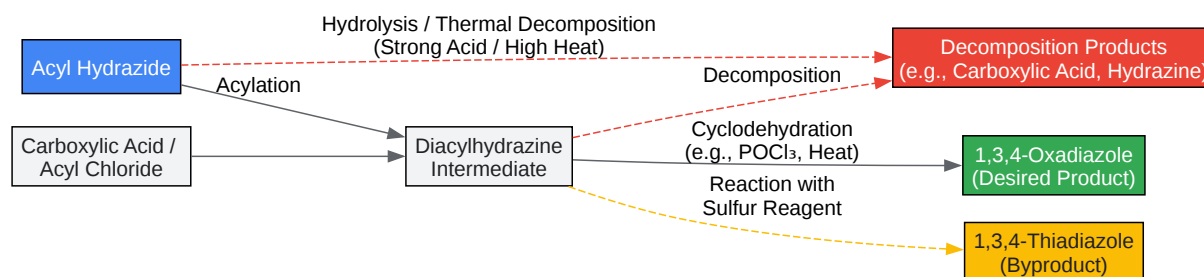 Hydrolysis / Thermal Decomposition
(Strong Acid / High Heat)
Acyl Hydrazide
Decomposition Products
(e.g., Carboxylic Acid, Hydrazine)
Acylation
Decomposition
Carboxylic Acid /
Acyl Chloride
Diacylhydrazine
Intermediate
Cyclodehydration
(e.g., POCl₃, Heat)
1,3,4-Oxadiazole
(Desired Product)
Reaction with
Sulfur Reagent
1,3,4-Thiadiazole
(Byproduct)